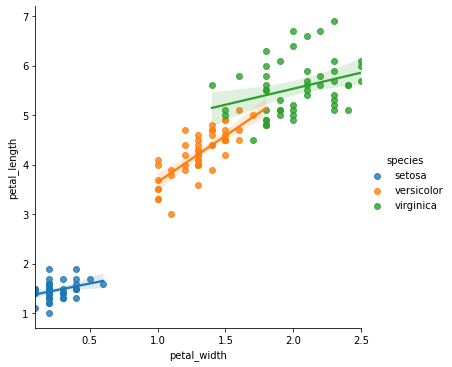 7
6
5
4
3
2
1
petal_length
0.5 1.0 1.5 2.0 2.5
petal_width
species
setosa
versicolor
virginica